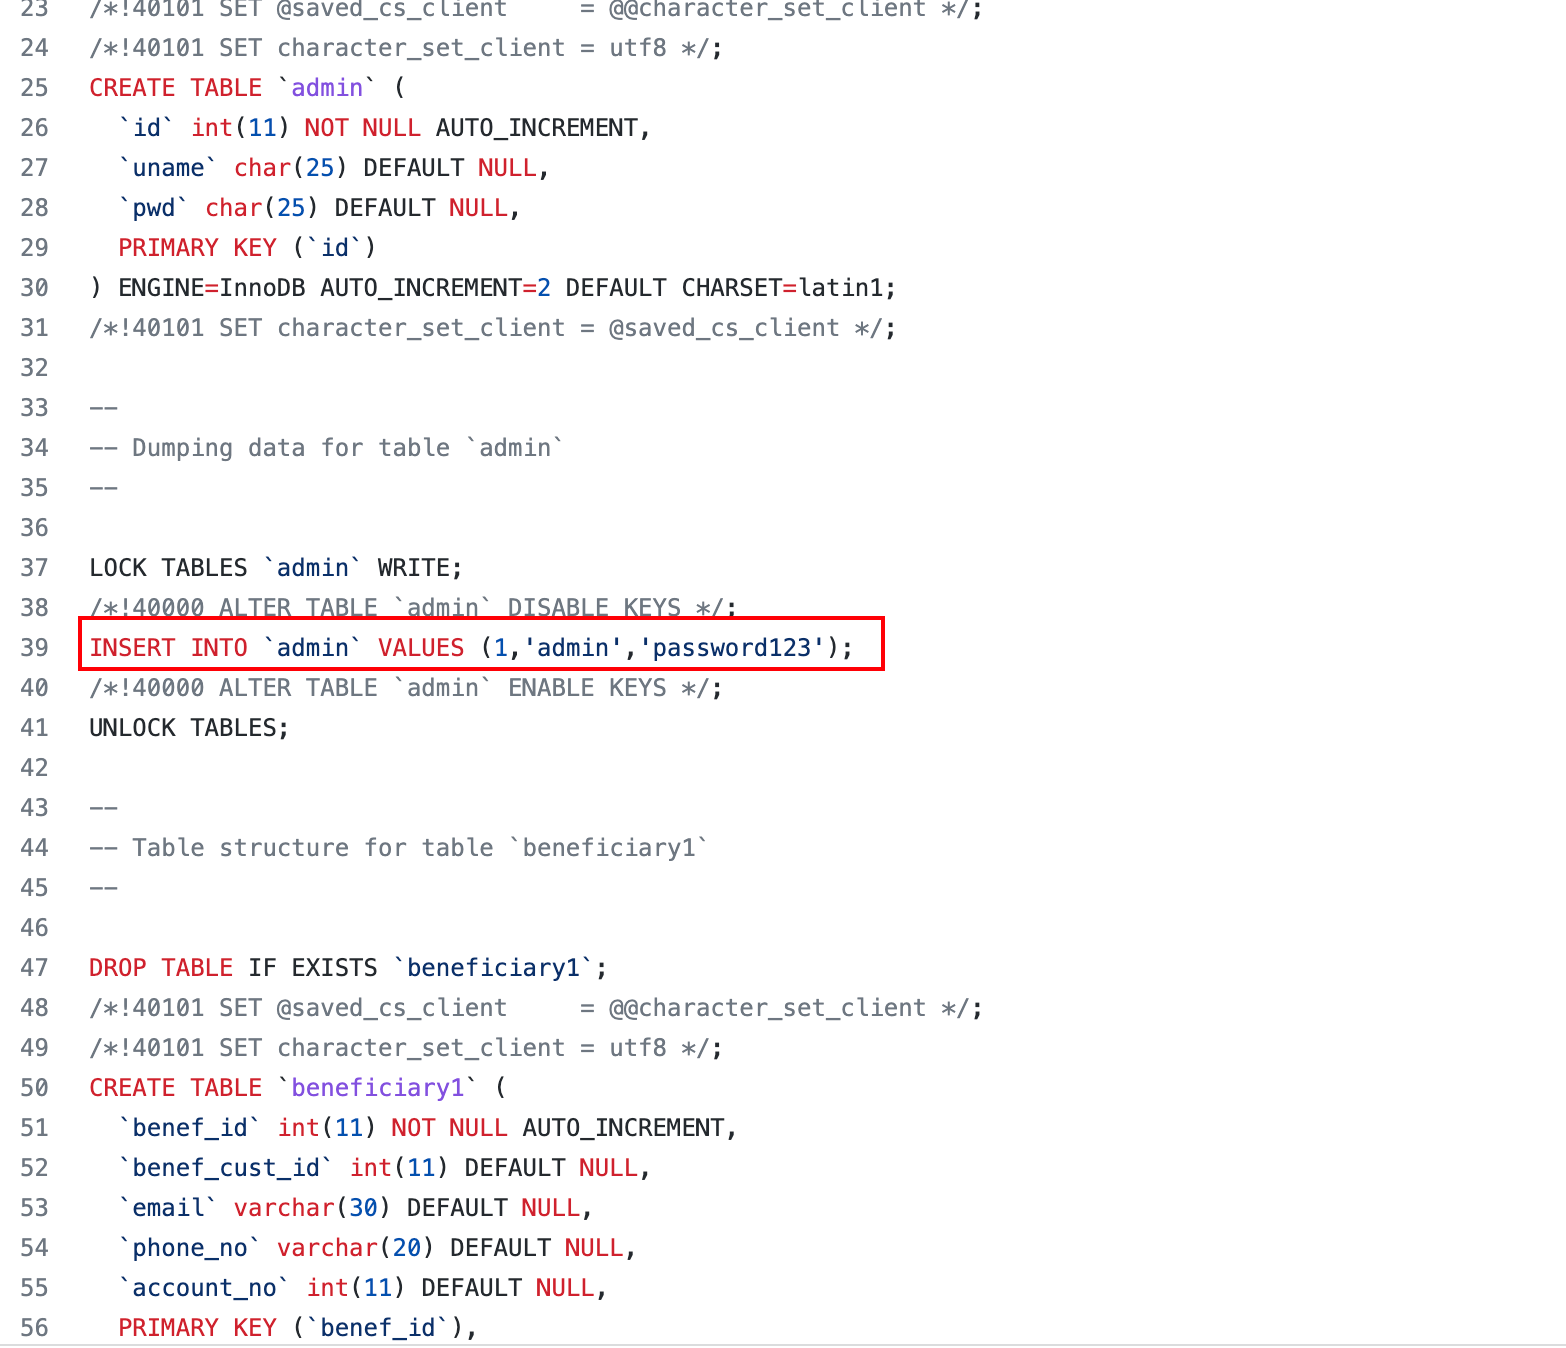 23 /*!40101 SET @saved_cs_client     = @@character_set_client */;
24 /*!40101 SET character_set_client = utf8 */;
25 CREATE TABLE `admin` (
26   `id` int(11) NOT NULL AUTO_INCREMENT,
27   `uname` char(25) DEFAULT NULL,
28   `pwd` char(25) DEFAULT NULL,
29   PRIMARY KEY (`id`)
30 ) ENGINE=InnoDB AUTO_INCREMENT=2 DEFAULT CHARSET=latin1;
31 /*!40101 SET character_set_client = @saved_cs_client */;
32
33 --
34 -- Dumping data for table `admin`
35 --
36
37 LOCK TABLES `admin` WRITE;
38 /*!40000 ALTER TABLE `admin` DISABLE KEYS */;
39 INSERT INTO `admin` VALUES (1,'admin','password123');
40 /*!40000 ALTER TABLE `admin` ENABLE KEYS */;
41 UNLOCK TABLES;
42
43 --
44 -- Table structure for table `beneficiary1`
45 --
46
47 DROP TABLE IF EXISTS `beneficiary1`;
48 /*!40101 SET @saved_cs_client     = @@character_set_client */;
49 /*!40101 SET character_set_client = utf8 */;
50 CREATE TABLE `beneficiary1` (
51   `benef_id` int(11) NOT NULL AUTO_INCREMENT,
52   `benef_cust_id` int(11) DEFAULT NULL,
53   `email` varchar(30) DEFAULT NULL,
54   `phone_no` varchar(20) DEFAULT NULL,
55   `account_no` int(11) DEFAULT NULL,
56   PRIMARY KEY (`benef_id`),